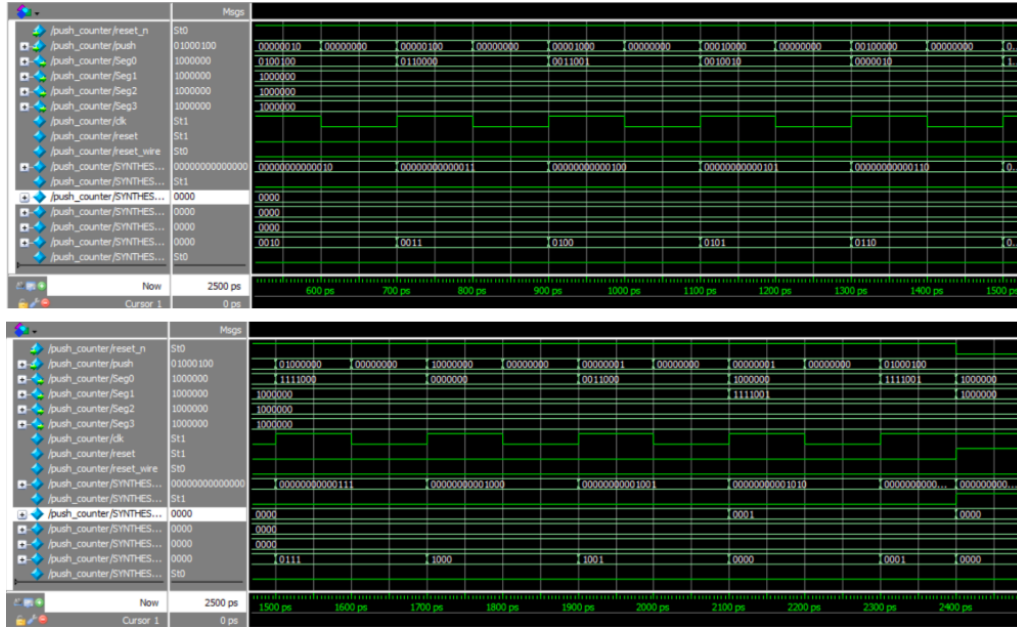 Msgs
/push_counter/reset_n St0
/push_counter/push 01000100 00000010 00000000 00000100 00000000 00001000 00000000 00010000 00000000 00100000 00000000 0...
/push_counter/Seg0 1000000 0100100 0110000 0011001 0010010 0000010 1...
/push_counter/Seg1 1000000 1000000
/push_counter/Seg2 1000000 1000000
/push_counter/Seg3 1000000 1000000
/push_counter/clk St1
/push_counter/reset St1
/push_counter/reset_wire St0
/push_counter/SYNTHES... 00000000000000 00000000000010 00000000000011 00000000000100 00000000000101 00000000000110 0...
/push_counter/SYNTHES... St1
/push_counter/SYNTHES... 0000 0000
/push_counter/SYNTHES... 0000 0000
/push_counter/SYNTHES... 0000 0000
/push_counter/SYNTHES... 0000 0010 0011 0100 0101 0110 0...
/push_counter/SYNTHES... St0
Now 2500 ps 600 ps 700 ps 800 ps 900 ps 1000 ps 1100 ps 1200 ps 1300 ps 1400 ps 1500 ps
Cursor 1 0 ps
Msgs
/push_counter/reset_n St0
/push_counter/push 01000100 01000000 00000000 10000000 00000000 00000001 00000000 00000001 00000000 01000100
/push_counter/Seg0 1000000 1111000 0000000 0011000 1000000 1111001 1000000
/push_counter/Seg1 1000000 1000000 1111001 1000000
/push_counter/Seg2 1000000 1000000
/push_counter/Seg3 1000000 1000000
/push_counter/clk St1
/push_counter/reset St1
/push_counter/reset_wire St0
/push_counter/SYNTHES... 00000000000000 00000000000111 00000000001000 00000000001001 00000000001010 0000000000... 000000000...
/push_counter/SYNTHES... St1
/push_counter/SYNTHES... 0000 0000 0001 0000
/push_counter/SYNTHES... 0000 0000
/push_counter/SYNTHES... 0000 0000
/push_counter/SYNTHES... 0000 0111 1000 1001 0000 0001 0000
/push_counter/SYNTHES... St0
Now 2500 ps 1500 ps 1600 ps 1700 ps 1800 ps 1900 ps 2000 ps 2100 ps 2200 ps 2300 ps 2400 ps
Cursor 1 0 ps